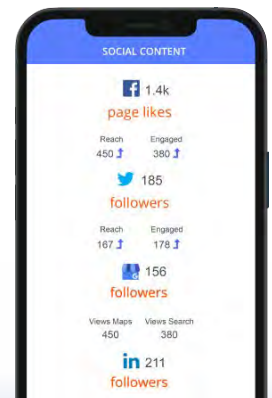 SOCIAL CONTENT
1.4k
page likes
Reach Engaged
450 380
185
followers
Reach Engaged
167 178
156
followers
Views Maps Views Search
450 380
in 211
followers